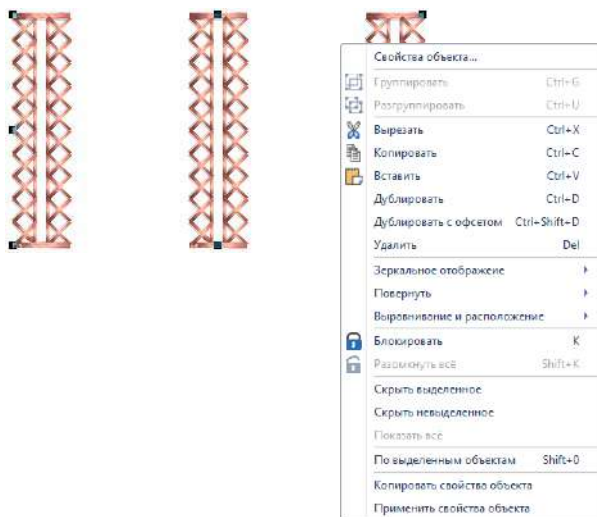 Свойства объекта...
Группировать Ctrl+G
Разгруппировать Ctrl+U
Вырезать Ctrl+X
Копировать Ctrl+C
Вставить Ctrl+V
Дублировать Ctrl+D
Дублировать с офсетом Ctrl+Shift+D
Удалить Del
Зеркальное отображеие
Повернуть
Выравнивание и расположение
Блокировать K
Разомкнуть всё Shift+K
Скрыть выделенное
Скрыть невыделенное
Показать всё
По выделенным объектам Shift+0
Копировать свойства объекта
Применить свойства объекта